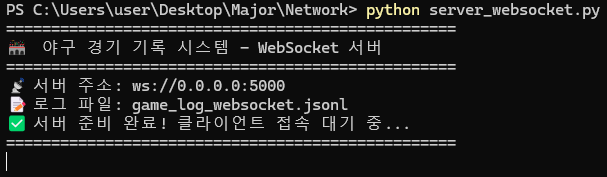 PS C:\Users\user\Desktop\Major\Network> python server_websocket.py
==================================================
🏟️ 야구 경기 기록 시스템 - WebSocket 서버
==================================================
📡 서버 주소: ws://0.0.0.0:5000
📝 로그 파일: game_log_websocket.jsonl
✅ 서버 준비 완료! 클라이언트 접속 대기 중...
==================================================